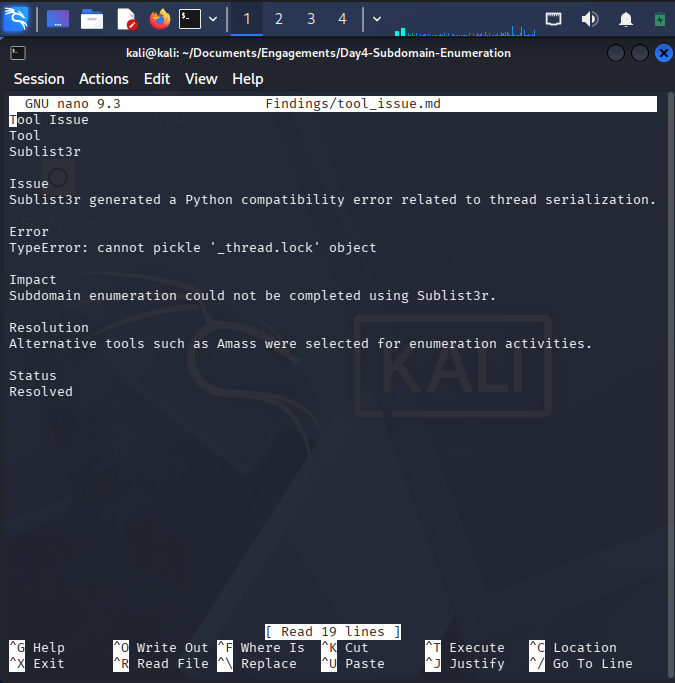 1 2 3 4
kali@kali: ~/Documents/Engagements/Day4-Subdomain-Enumeration
Session Actions Edit View Help
GNU nano 9.3 Findings/tool_issue.md
Tool Issue
Trash
Tool
Sublist3r
Issue
Sublist3r generated a Python compatibility error related to thread serialization.
File System
Error
TypeError: cannot pickle '_thread.lock' object
Impact
Subdomain enumeration could not be completed using Sublist3r.
Resolution
Alternative tools such as Amass were selected for enumeration activities.
KALI
Status
Resolved
[ Read 19 lines ]
^G Help ^O Write Out ^F Where Is ^K Cut ^T Execute ^C Location
^X Exit ^R Read File ^\ Replace ^U Paste ^J Justify ^/ Go To Line